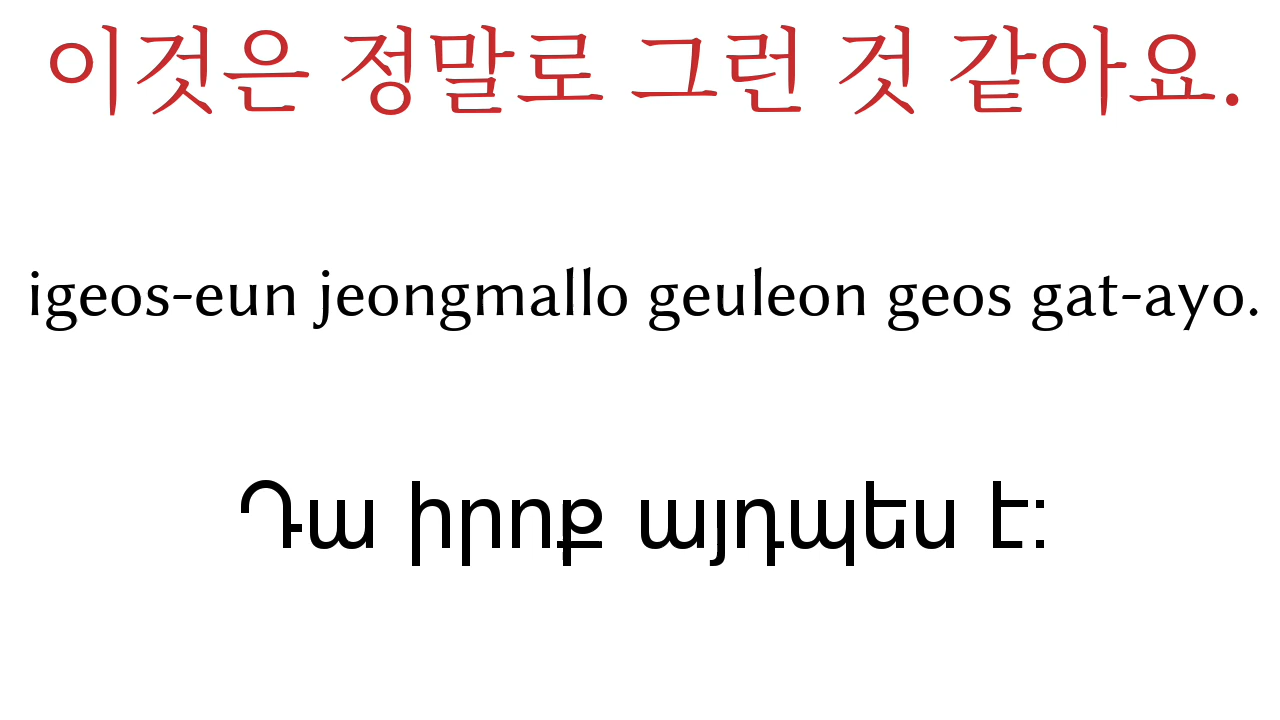 이것은 정말로 그런 것 같아요.
igeos-eun jeongmallo geuleon geos gat-ayo.
Դա իրոք այդպես է: